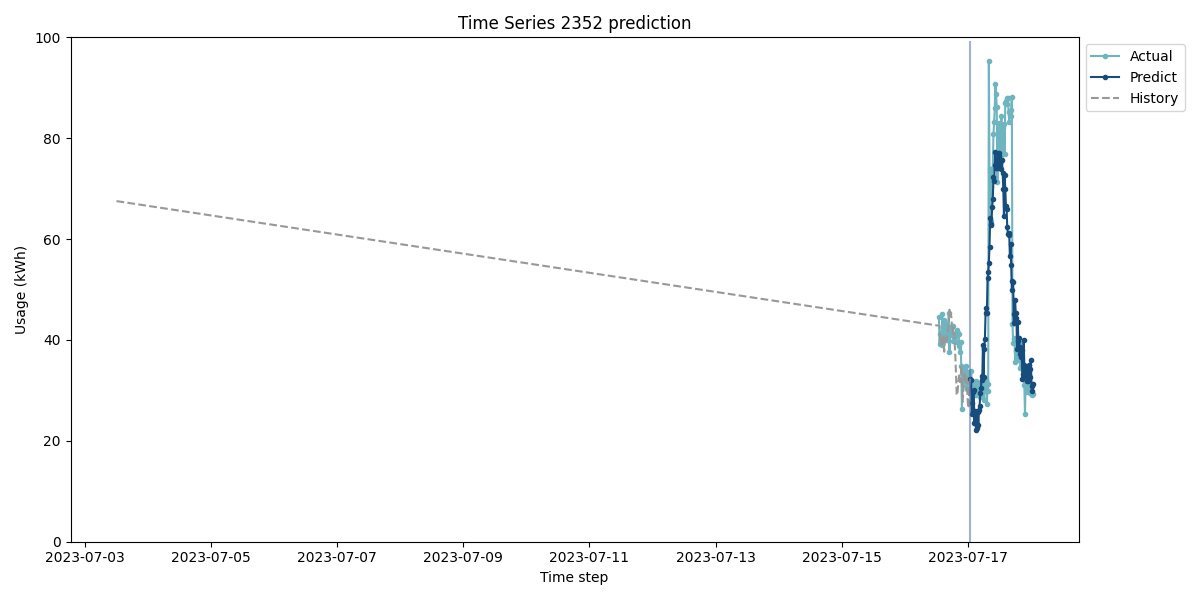 Time Series 2352 prediction
100
80
60
40
20
0
Usage (kWh)
2023-07-03
2023-07-05
2023-07-07
2023-07-09
2023-07-11
2023-07-13
2023-07-15
2023-07-17
Time step
Actual
Predict
History